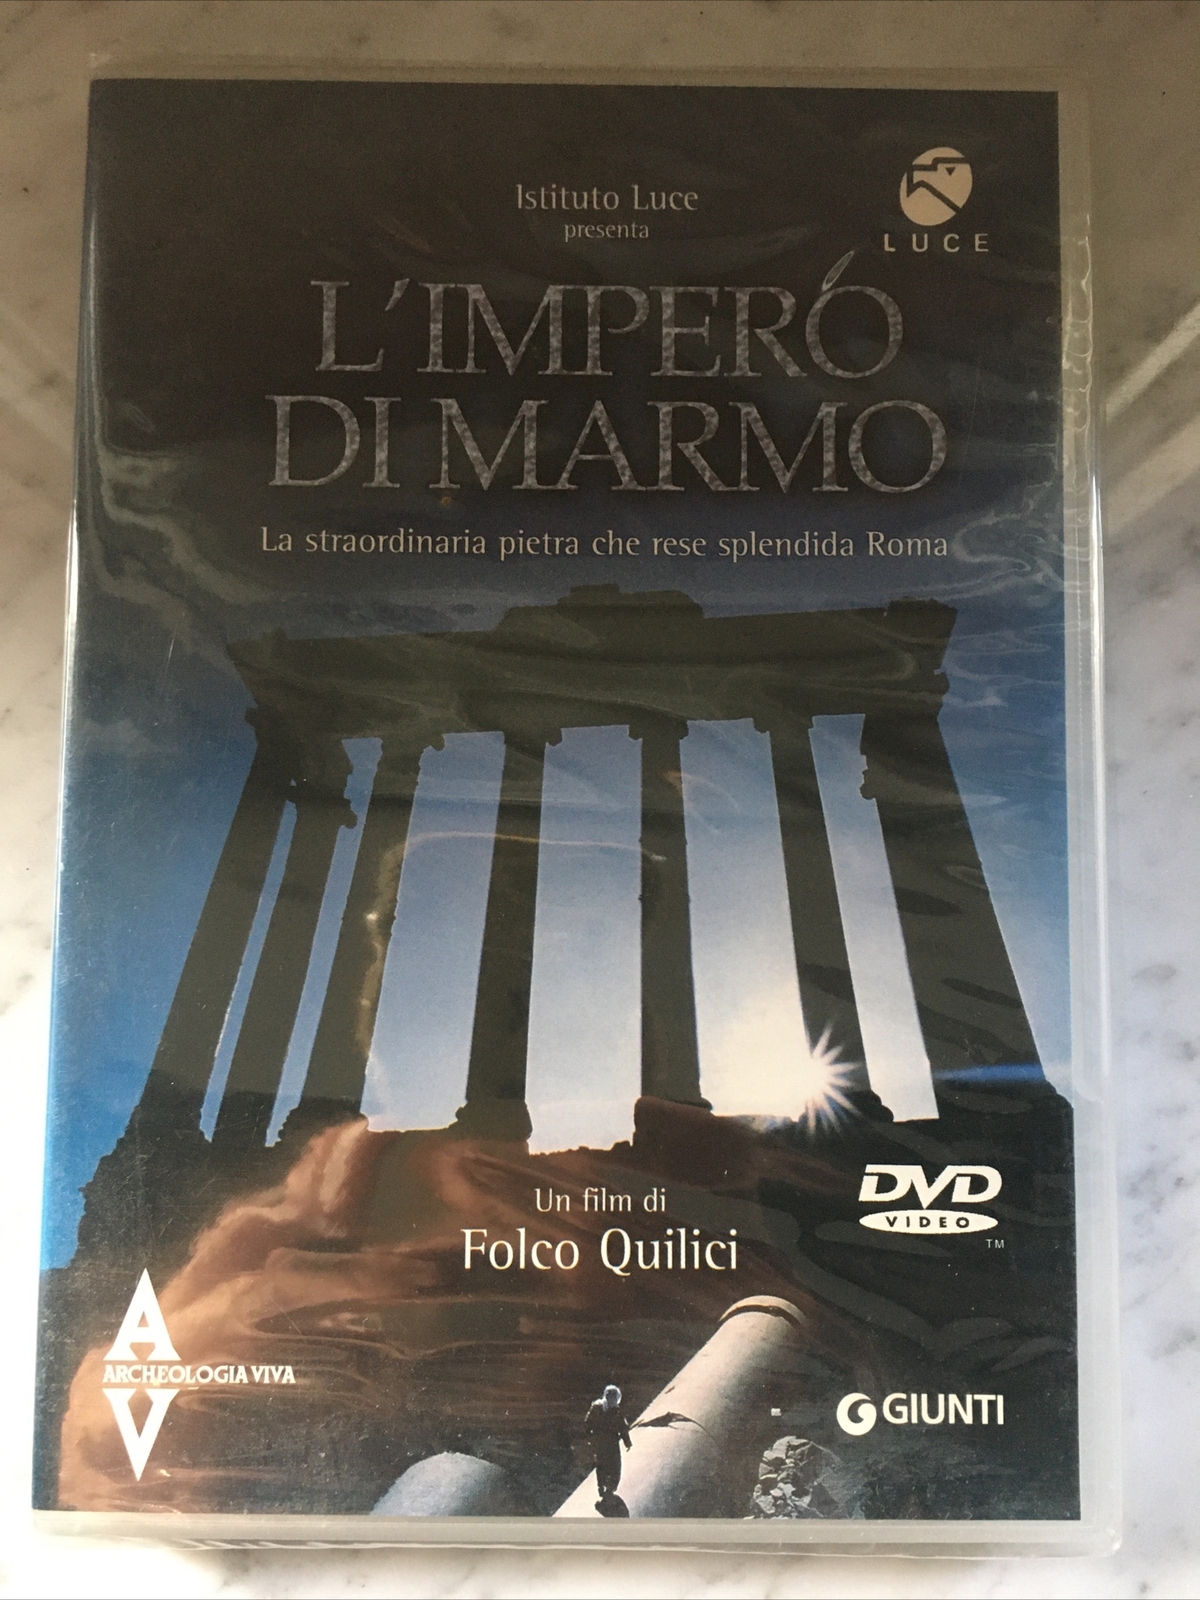 Istituto Luce
presenta
LUCE
L'IMPERO
DI MARMO
La straordinaria pietra che rese splendida Roma
Un film di
Folco Quilici
DVD
VIDEO
TM
A
ARCHEOLOGIA VIVA
V
GIUNTI